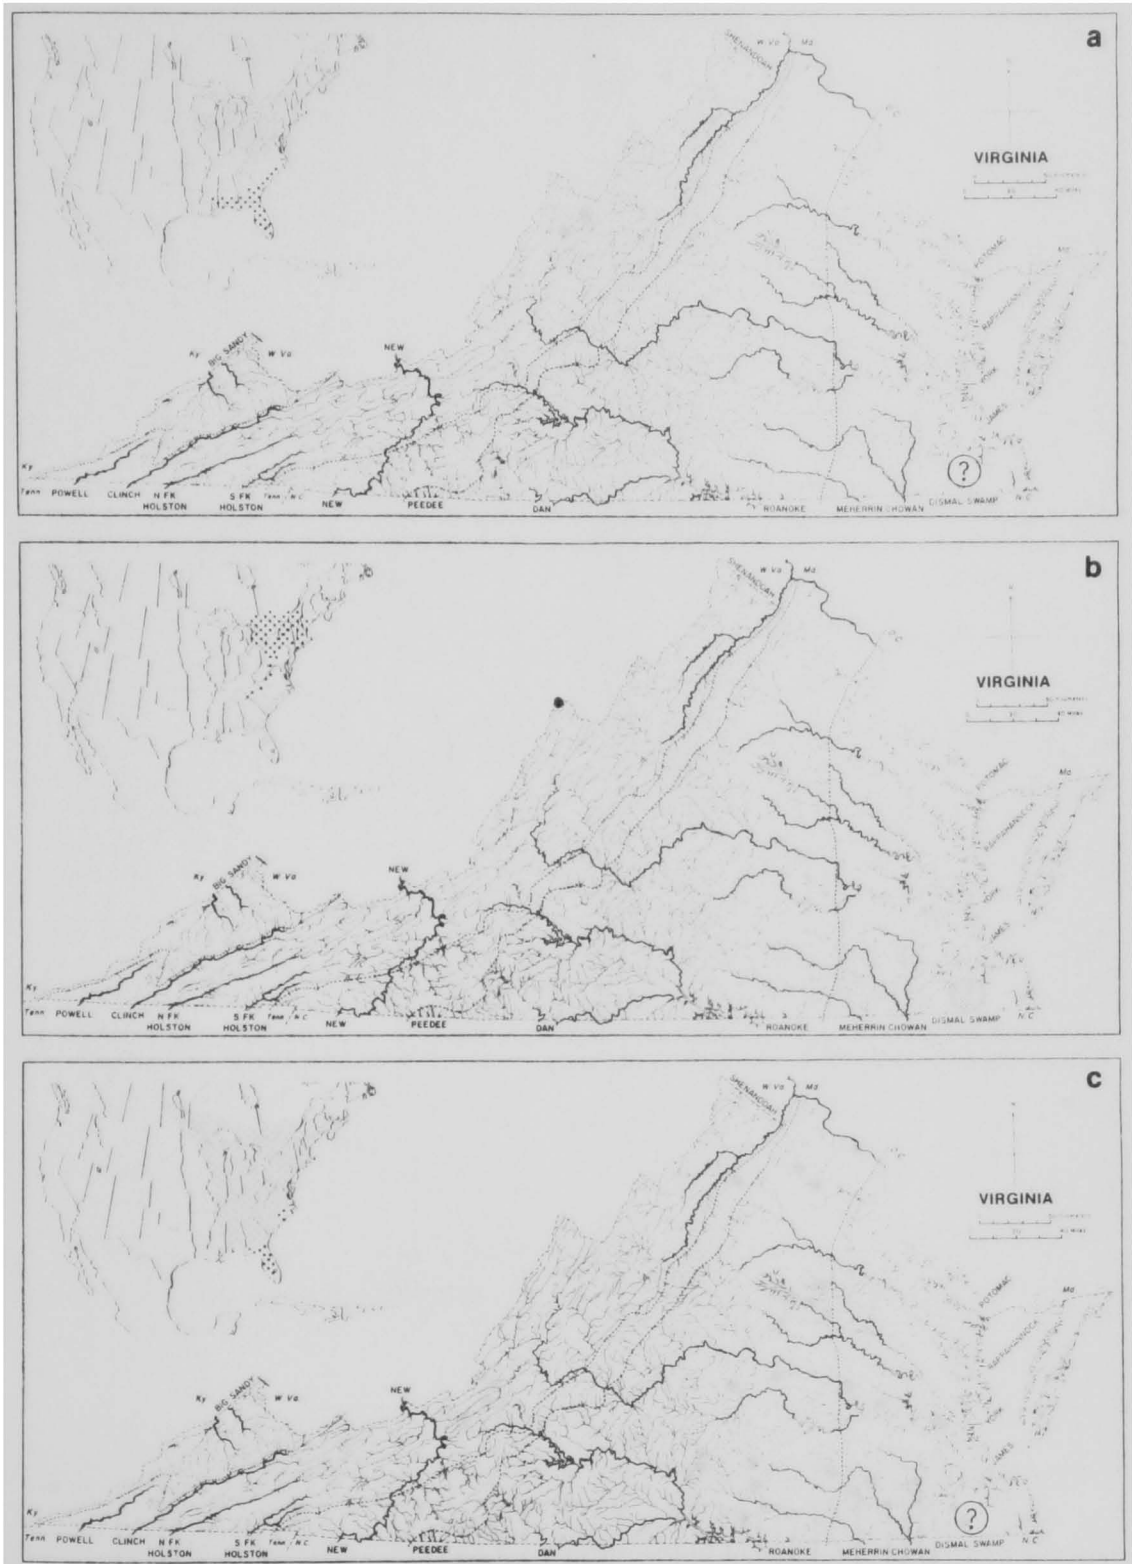 a
SHENANDOAH
W Va
Md
VIRGINIA
POTOMAC
Md
RAPPAHANNOCK
JAMES
Ky
BIG SANDY
W Va
NEW
Ky
Tenn
POWELL
CLINCH
N FK
HOLSTON
S FK
HOLSTON
Tenn
N C
NEW
PEEDEE
DAN
ROANOKE
MEHERRIN
CHOWAN
?
DISMAL SWAMP
N C
b
SHENANDOAH
W Va
Md
VIRGINIA
POTOMAC
Md
RAPPAHANNOCK
JAMES
Ky
BIG SANDY
W Va
NEW
Ky
Tenn
POWELL
CLINCH
N FK
HOLSTON
S FK
HOLSTON
Tenn
N C
NEW
PEEDEE
DAN
ROANOKE
MEHERRIN
CHOWAN
DISMAL SWAMP
N C
c
SHENANDOAH
W Va
Md
VIRGINIA
POTOMAC
Md
RAPPAHANNOCK
JAMES
Ky
BIG SANDY
W Va
NEW
Ky
Tenn
POWELL
CLINCH
N FK
HOLSTON
S FK
HOLSTON
Tenn
N C
NEW
PEEDEE
DAN
ROANOKE
MEHERRIN
CHOWAN
?
DISMAL SWAMP
N C